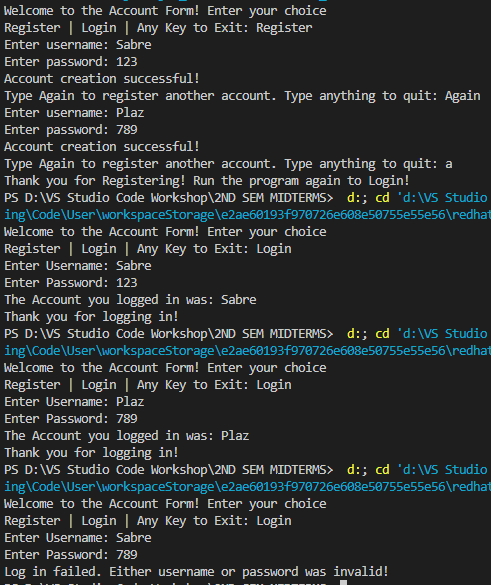 Welcome to the Account Form! Enter your choice
Register | Login | Any Key to Exit: Register
Enter username: Sabre
Enter password: 123
Account creation successful!
Type Again to register another account. Type anything to quit: Again
Enter username: Plaz
Enter password: 789
Account creation successful!
Type Again to register another account. Type anything to quit: a
Thank you for Registering! Run the program again to Login!
PS D:\VS Studio Code Workshop\2ND SEM MIDTERMS>  d:; cd 'd:\VS Studio
ing\Code\User\workspaceStorage\e2ae60193f970726e608e50755e55e56\redhat
Welcome to the Account Form! Enter your choice
Register | Login | Any Key to Exit: Login
Enter Username: Sabre
Enter Password: 123
The Account you logged in was: Sabre
Thank you for logging in!
PS D:\VS Studio Code Workshop\2ND SEM MIDTERMS>  d:; cd 'd:\VS Studio
ing\Code\User\workspaceStorage\e2ae60193f970726e608e50755e55e56\redhat
Welcome to the Account Form! Enter your choice
Register | Login | Any Key to Exit: Login
Enter Username: Plaz
Enter Password: 789
The Account you logged in was: Plaz
Thank you for logging in!
PS D:\VS Studio Code Workshop\2ND SEM MIDTERMS>  d:; cd 'd:\VS Studio
ing\Code\User\workspaceStorage\e2ae60193f970726e608e50755e55e56\redhat
Welcome to the Account Form! Enter your choice
Register | Login | Any Key to Exit: Login
Enter Username: Sabre
Enter Password: 789
Log in failed. Either username or password was invalid!